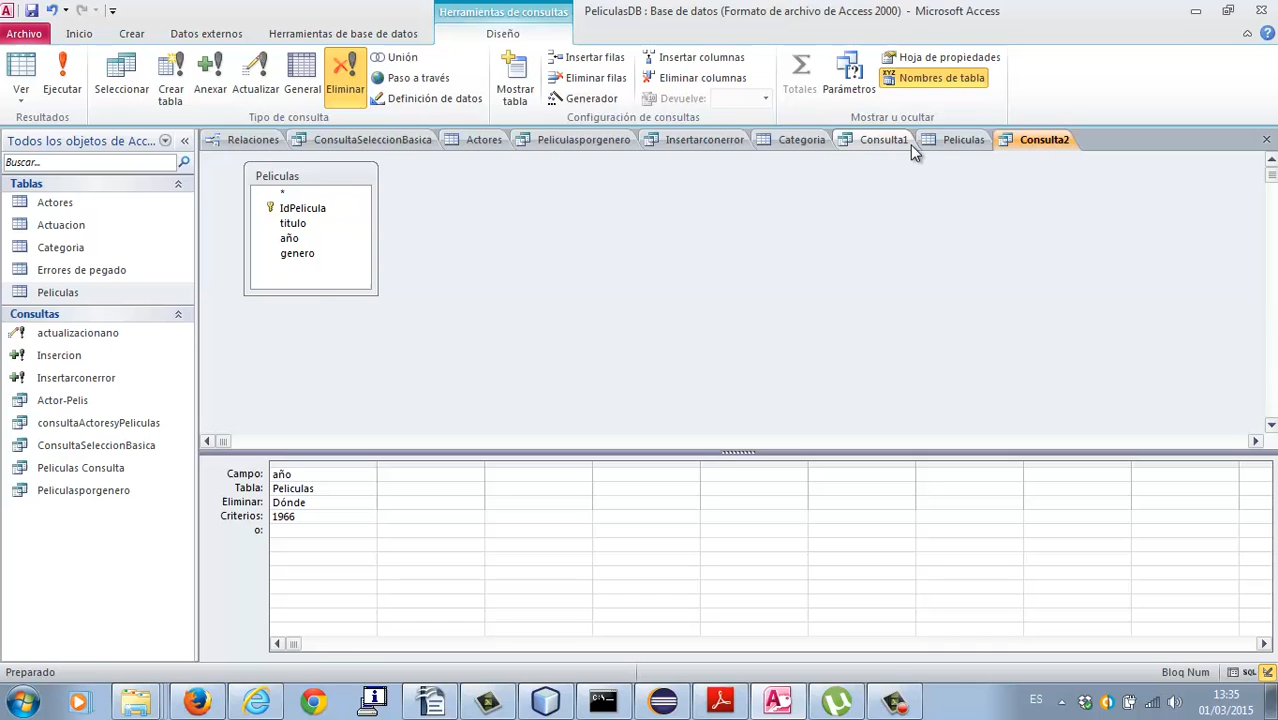 Herramientas de consultas
PeliculasDB : Base de datos (Formato de archivo de Access 2000) - Microsoft Access
Archivo Inicio Crear Datos externos Herramientas de base de datos Diseño
Ver
Ejecutar
Seleccionar
Crear
tabla
Anexar
Actualizar
General
Eliminar
Unión
Paso a través
Definición de datos
Mostrar
tabla
Insertar filas
Eliminar filas
Generador
Insertar columnas
Eliminar columnas
Devuelve:
Totales
Parámetros
Hoja de propiedades
Nombres de tabla
Resultados
Tipo de consulta
Configuración de consultas
Mostrar u ocultar
Todos los objetos de Acc...
Relaciones ConsultaSeleccionBasica Actores Peliculasporgenero Insertarconerror Categoria Consulta1 Peliculas Consulta2
Buscar...
Tablas
Actores
Actuacion
Categoria
Errores de pegado
Peliculas
Consultas
actualizacionano
Insercion
Insertarconerror
Actor-Pelis
consultaActoresyPeliculas
ConsultaSeleccionBasica
Peliculas Consulta
Peliculasporgenero
Peliculas
*
IdPelicula
titulo
año
genero
Campo: año
Tabla: Peliculas
Eliminar: Dónde
Criterios: 1966
o:
Preparado
Bloq Num
SQL
ES
13:35
01/03/2015